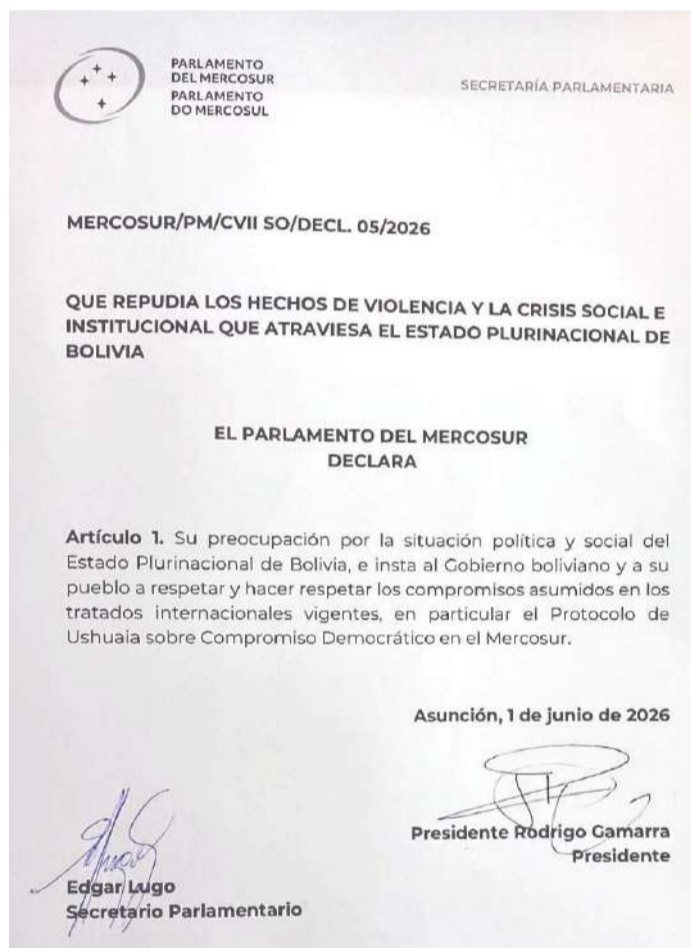 PARLAMENTO
DEL MERCOSUR
PARLAMENTO
DO MERCOSUL
SECRETARÍA PARLAMENTARIA
MERCOSUR/PM/CVII SO/DECL. 05/2026
QUE REPUDIA LOS HECHOS DE VIOLENCIA Y LA CRISIS SOCIAL E
INSTITUCIONAL QUE ATRAVIESA EL ESTADO PLURINACIONAL DE
BOLIVIA
EL PARLAMENTO DEL MERCOSUR
DECLARA
Artículo 1. Su preocupación por la situación política y social del
Estado Plurinacional de Bolivia, e insta al Gobierno boliviano y a su
pueblo a respetar y hacer respetar los compromisos asumidos en los
tratados internacionales vigentes, en particular el Protocolo de
Ushuaia sobre Compromiso Democrático en el Mercosur.
Asunción, 1 de junio de 2026
Presidente Rodrigo Gamarra
Presidente
Edgar Lugo
Secretario Parlamentario